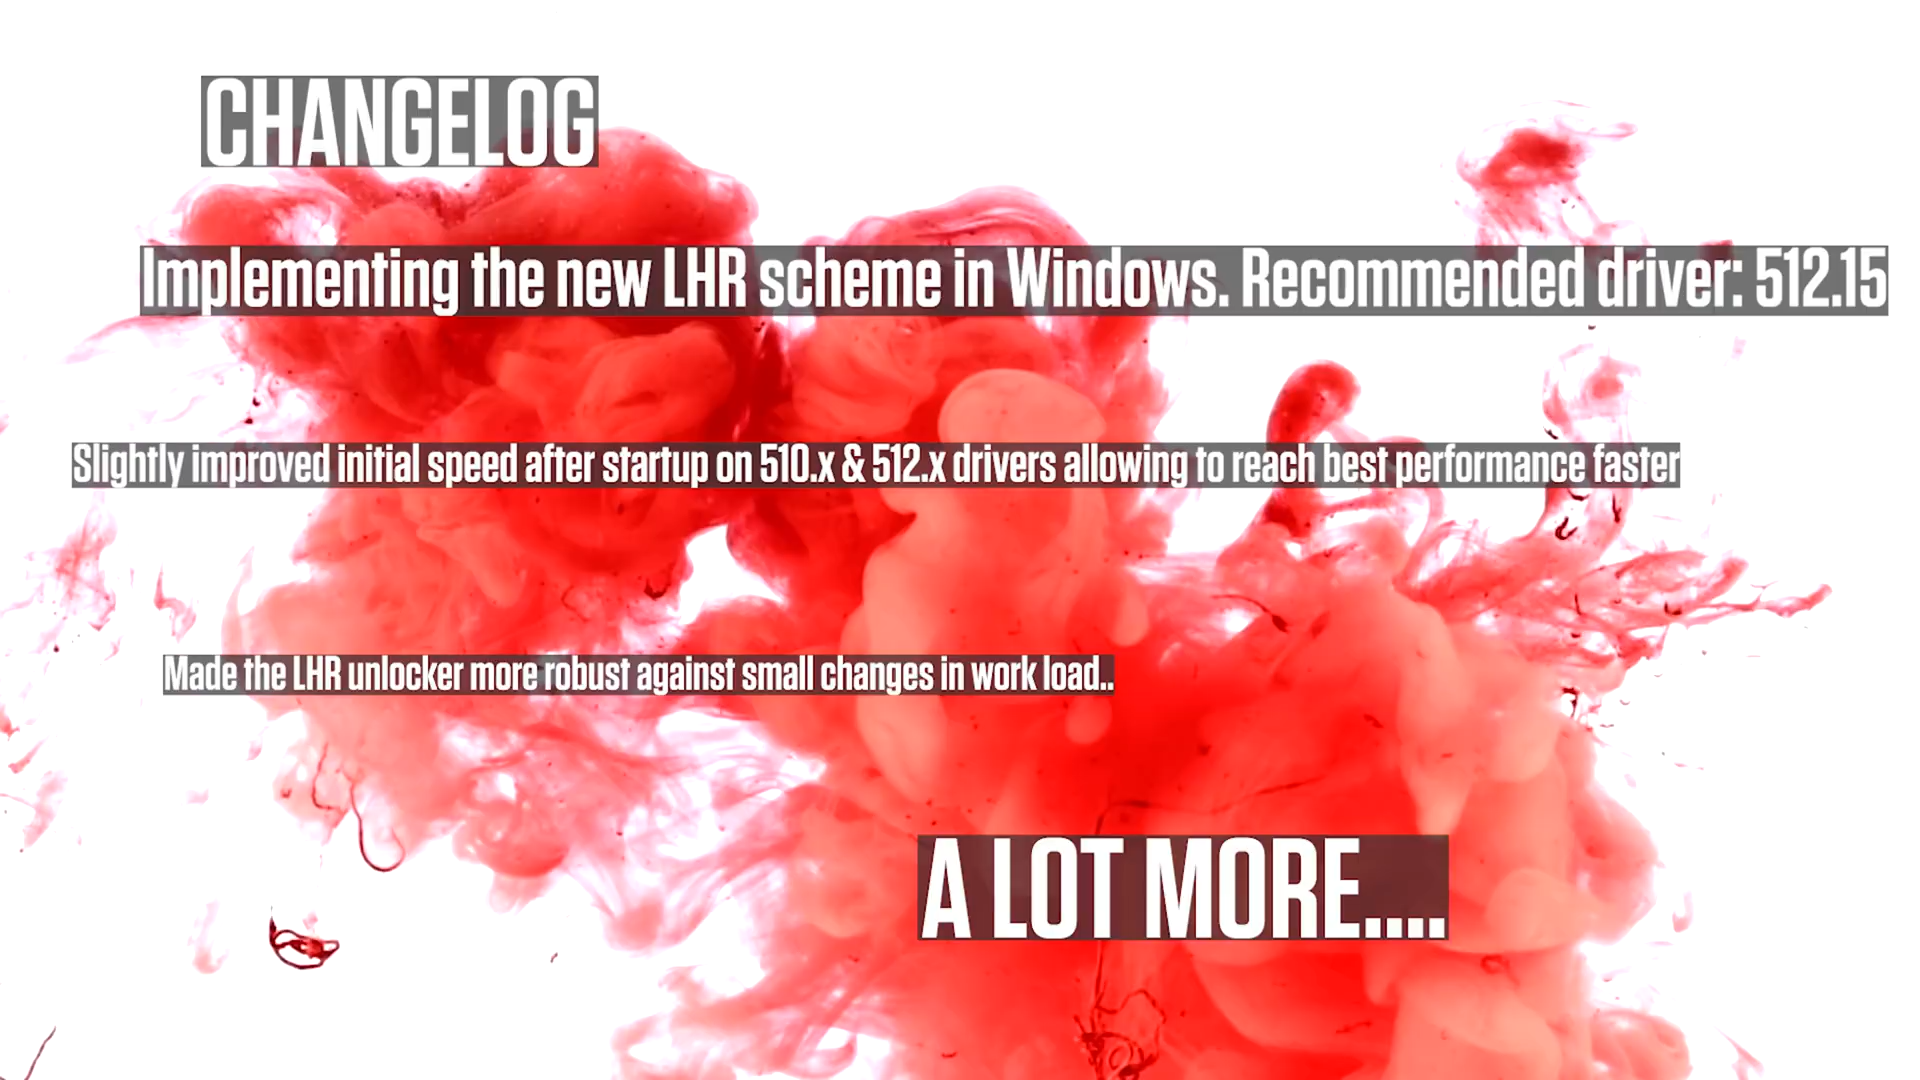 CHANGELOG
Implementing the new LHR scheme in Windows. Recommended driver: 512.15
Slightly improved initial speed after startup on 510.x & 512.x drivers allowing to reach best performance faster
Made the LHR unlocker more robust against small changes in work load..
A LOT MORE....